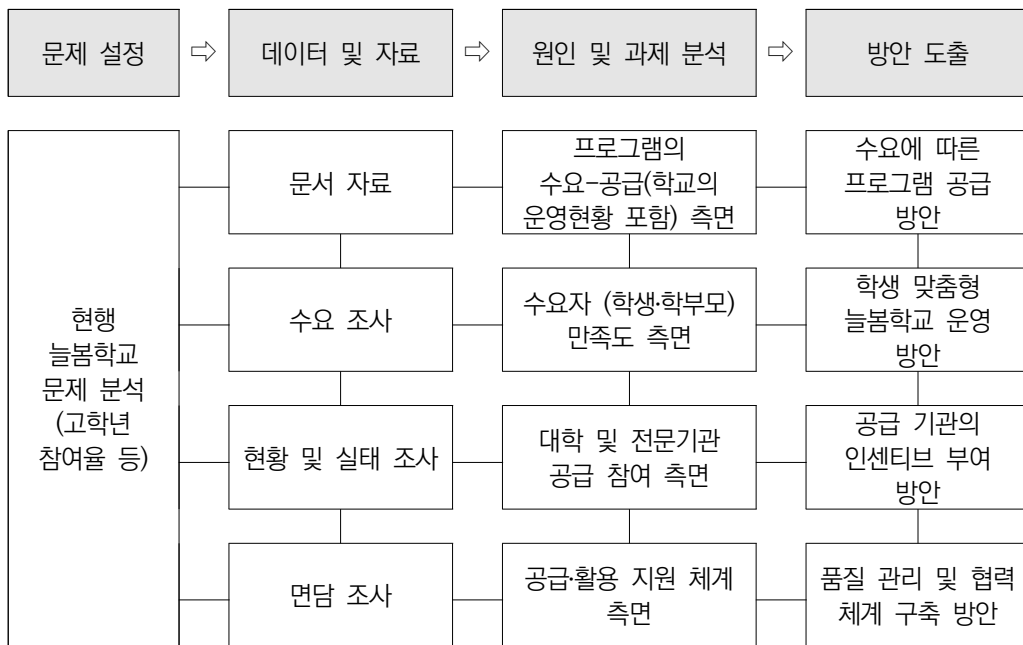 문제 설정 ⇨ 데이터 및 자료 ⇨ 원인 및 과제 분석 ⇨ 방안 도출
현행
늘봄학교
문제 분석
(고학년
참여율 등)
문서 자료
프로그램의
수요-공급(학교의
운영현황 포함) 측면
수요에 따른
프로그램 공급
방안
수요 조사
수요자 (학생·학부모)
만족도 측면
학생 맞춤형
늘봄학교 운영
방안
현황 및 실태 조사
대학 및 전문기관
공급 참여 측면
공급 기관의
인센티브 부여
방안
면담 조사
공급·활용 지원 체계
측면
품질 관리 및 협력
체계 구축 방안